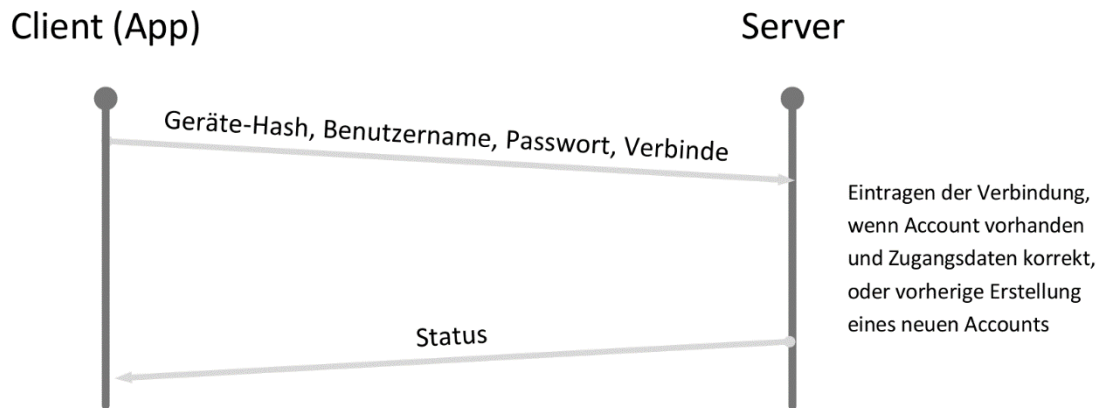 Client (App)
Server
Geräte-Hash, Benutzername, Passwort, Verbinde
Eintragen der Verbindung,
wenn Account vorhanden
und Zugangsdaten korrekt,
oder vorherige Erstellung
eines neuen Accounts
Status